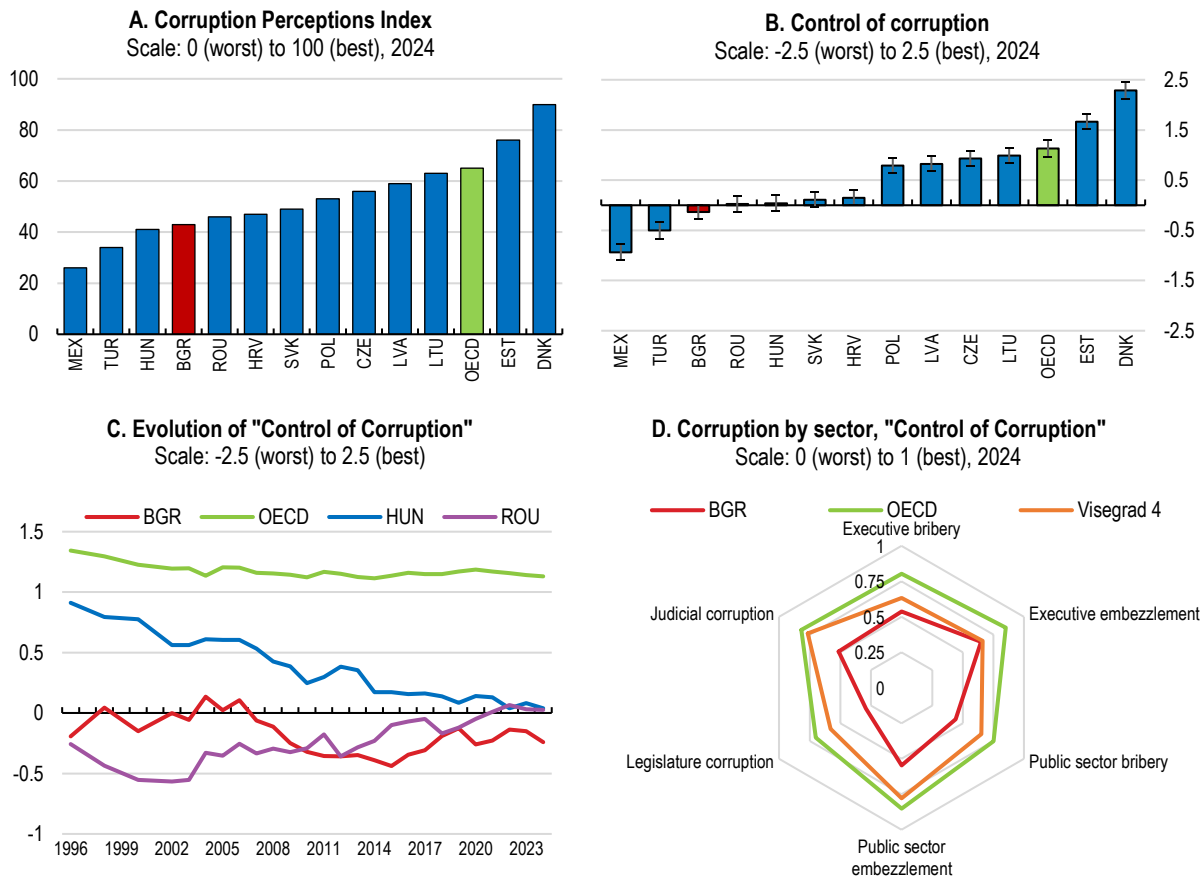 A. Corruption Perceptions Index
Scale: 0 (worst) to 100 (best), 2024
100
80
60
40
20
0
MEX TUR HUN BGR ROU HRV SVK POL CZE LVA LTU OECD EST DNK
B. Control of corruption
Scale: -2.5 (worst) to 2.5 (best), 2024
2.5
1.5
0.5
-0.5
-1.5
-2.5
MEX TUR BGR ROU HUN SVK HRV POL LVA CZE LTU OECD EST DNK
C. Evolution of "Control of Corruption"
Scale: -2.5 (worst) to 2.5 (best)
BGR OECD HUN ROU
1.5
1
0.5
0
-0.5
-1
1996 1999 2002 2005 2008 2011 2014 2017 2020 2023
D. Corruption by sector, "Control of Corruption"
Scale: 0 (worst) to 1 (best), 2024
BGR OECD Visegrad 4
Executive bribery
1
0.75
0.5
0.25
0
Executive embezzlement
Public sector bribery
Public sector
embezzlement
Legislature corruption
Judicial corruption